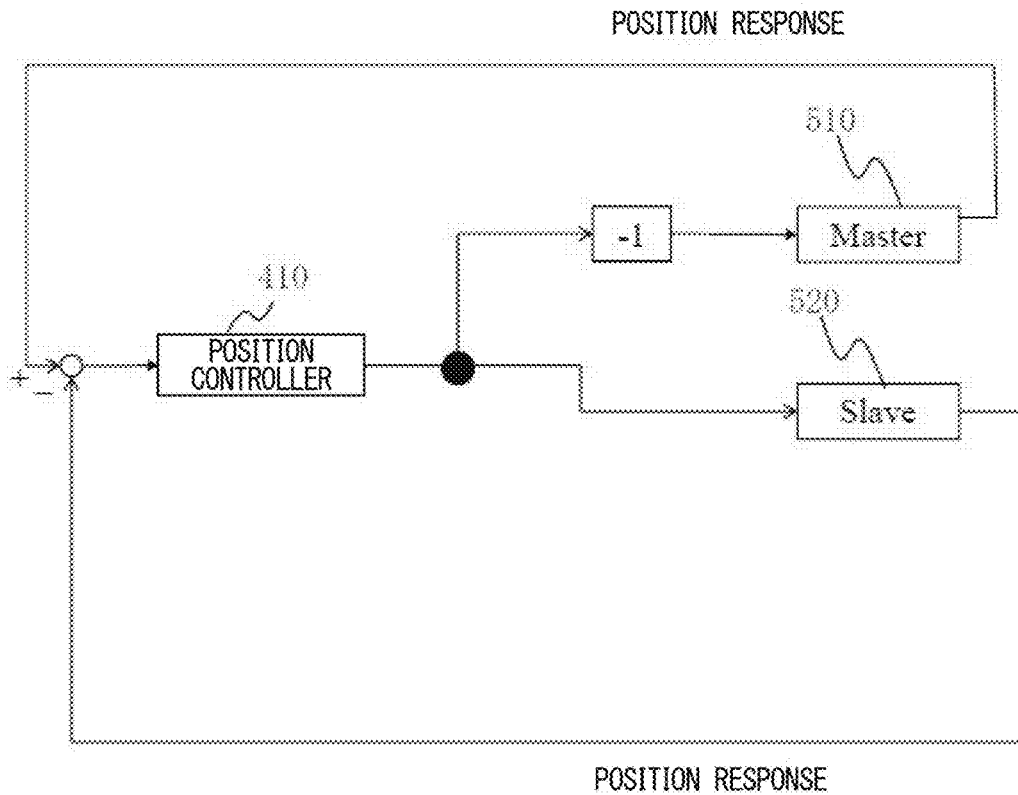 POSITION RESPONSE
510
-1
Master
410
520
POSITION
CONTROLLER
+
−
Slave
POSITION RESPONSE